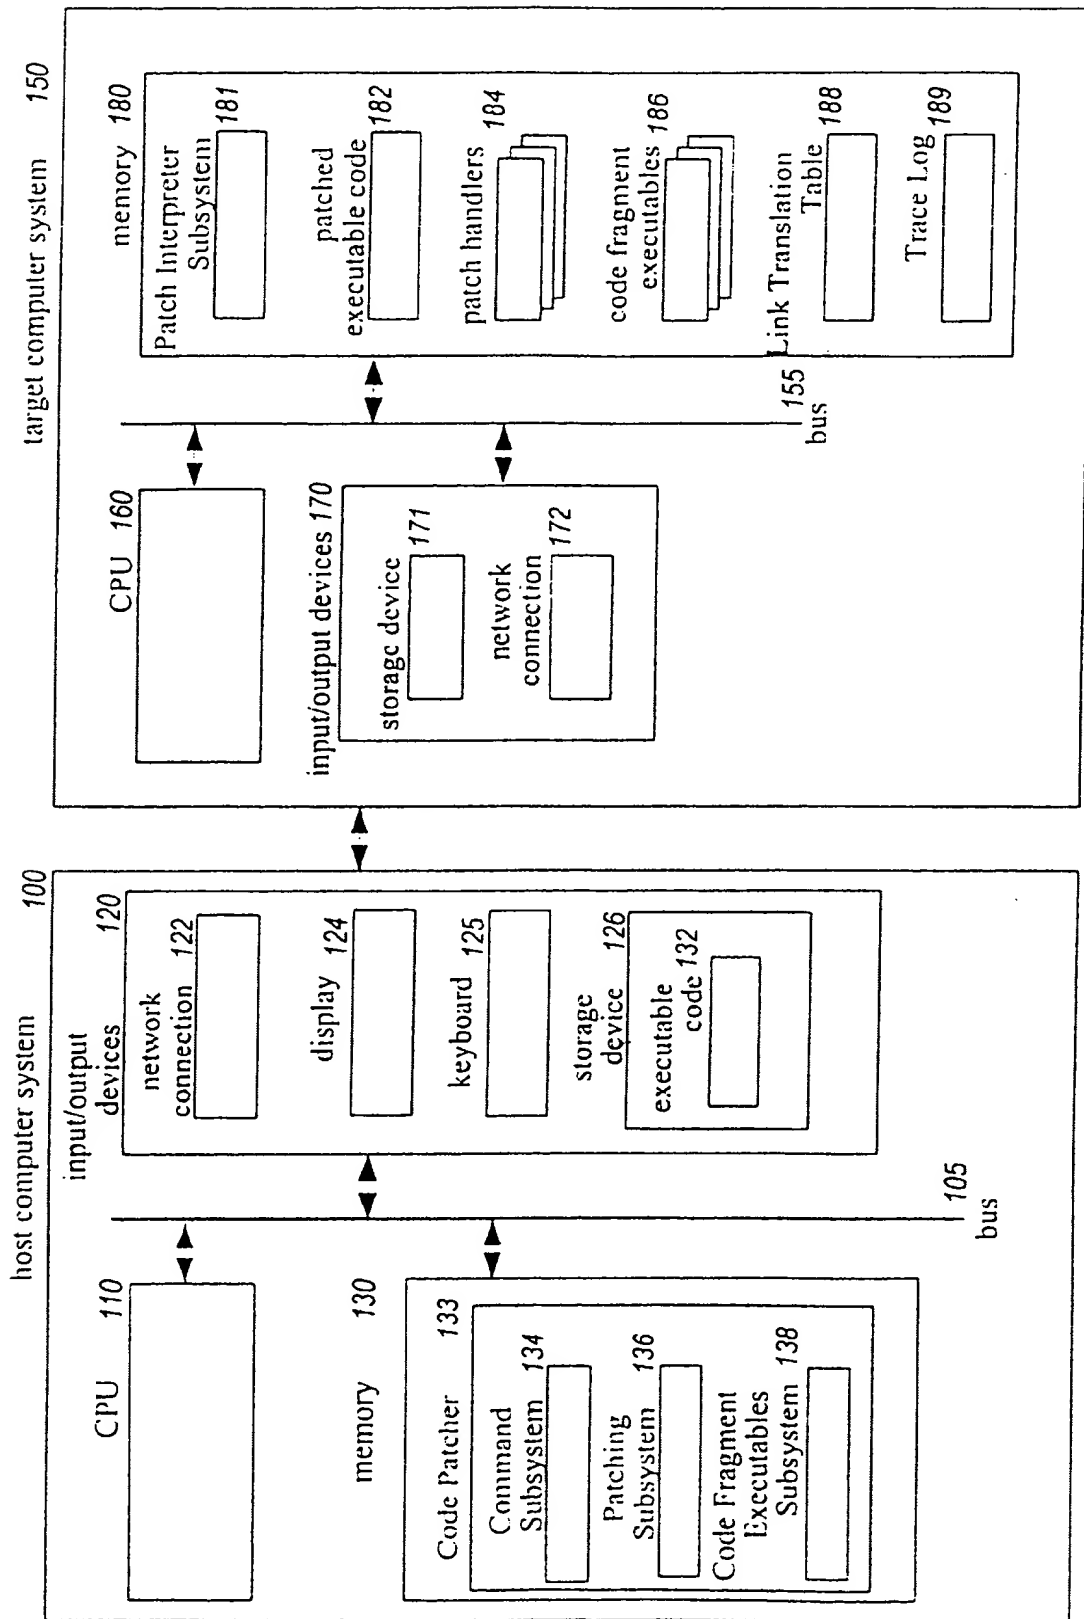 host computer system 100
CPU 110
memory 130
Code Patcher 133
Command
Subsystem 134
Patching
Subsystem 136
Code Fragment
Executables
Subsystem 138
105
bus
input/output
devices 120
network
connection 122
display 124
keyboard 125
storage
device 126
executable
code 132
target computer system 150
CPU 160
input/output devices 170
storage device 171
network
connection 172
155
bus
memory 180
Patch Interpreter
Subsystem 181
patched
executable code 182
patch handlers 184
code fragment
executables 186
Link Translation
Table 188
Trace Log 189